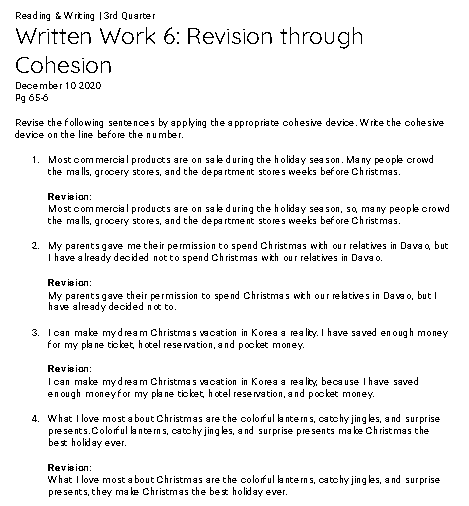 Reading & Writing | 3rd Quarter
Written Work 6: Revision through
Cohesion
December 10 2020
Pg 65-6
Revise the following sentences by applying the appropriate cohesive device. Write the cohesive
device on the line before the number.
1. Most commercial products are on sale during the holiday season. Many people crowd
the malls, grocery stores, and the department stores weeks before Christmas.
Revision:
Most commercial products are on sale during the holiday season, so, many people crowd
the malls, grocery stores, and the department stores weeks before Christmas.
2. My parents gave me their permission to spend Christmas with our relatives in Davao, but
I have already decided not to spend Christmas with our relatives in Davao.
Revision:
My parents gave their permission to spend Christmas with our relatives in Davao, but I
have already decided not to.
3. I can make my dream Christmas vacation in Korea a reality. I have saved enough money
for my plane ticket, hotel reservation, and pocket money.
Revision:
I can make my dream Christmas vacation in Korea a reality, because I have saved
enough money for my plane ticket, hotel reservation, and pocket money.
4. What I love most about Christmas are the colorful lanterns, catchy jingles, and surprise
presents. Colorful lanterns, catchy jingles, and surprise presents make Christmas the
best holiday ever.
Revision:
What I love most about Christmas are the colorful lanterns, catchy jingles, and surprise
presents, they make Christmas the best holiday ever.